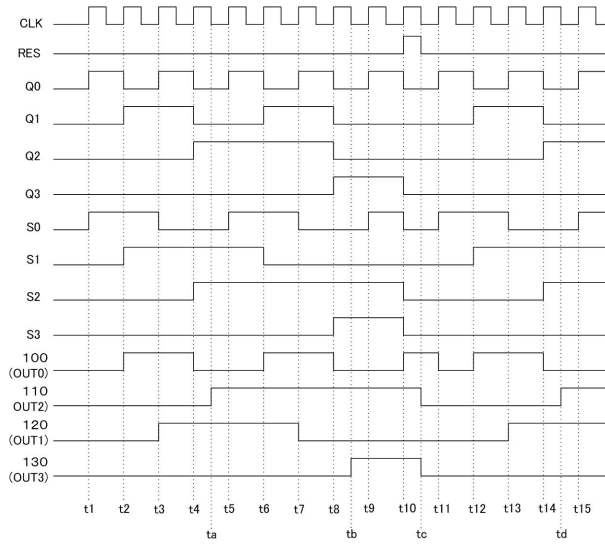 CLK
RES
Q0
Q1
Q2
Q3
S0
S1
S2
S3
100
(OUT0)
110
OUT2)
120
(OUT1)
130
(OUT3)
t1 t2 t3 t4 t5 t6 t7 t8 t9 t10 t11 t12 t13 t14 t15
ta tb tc td